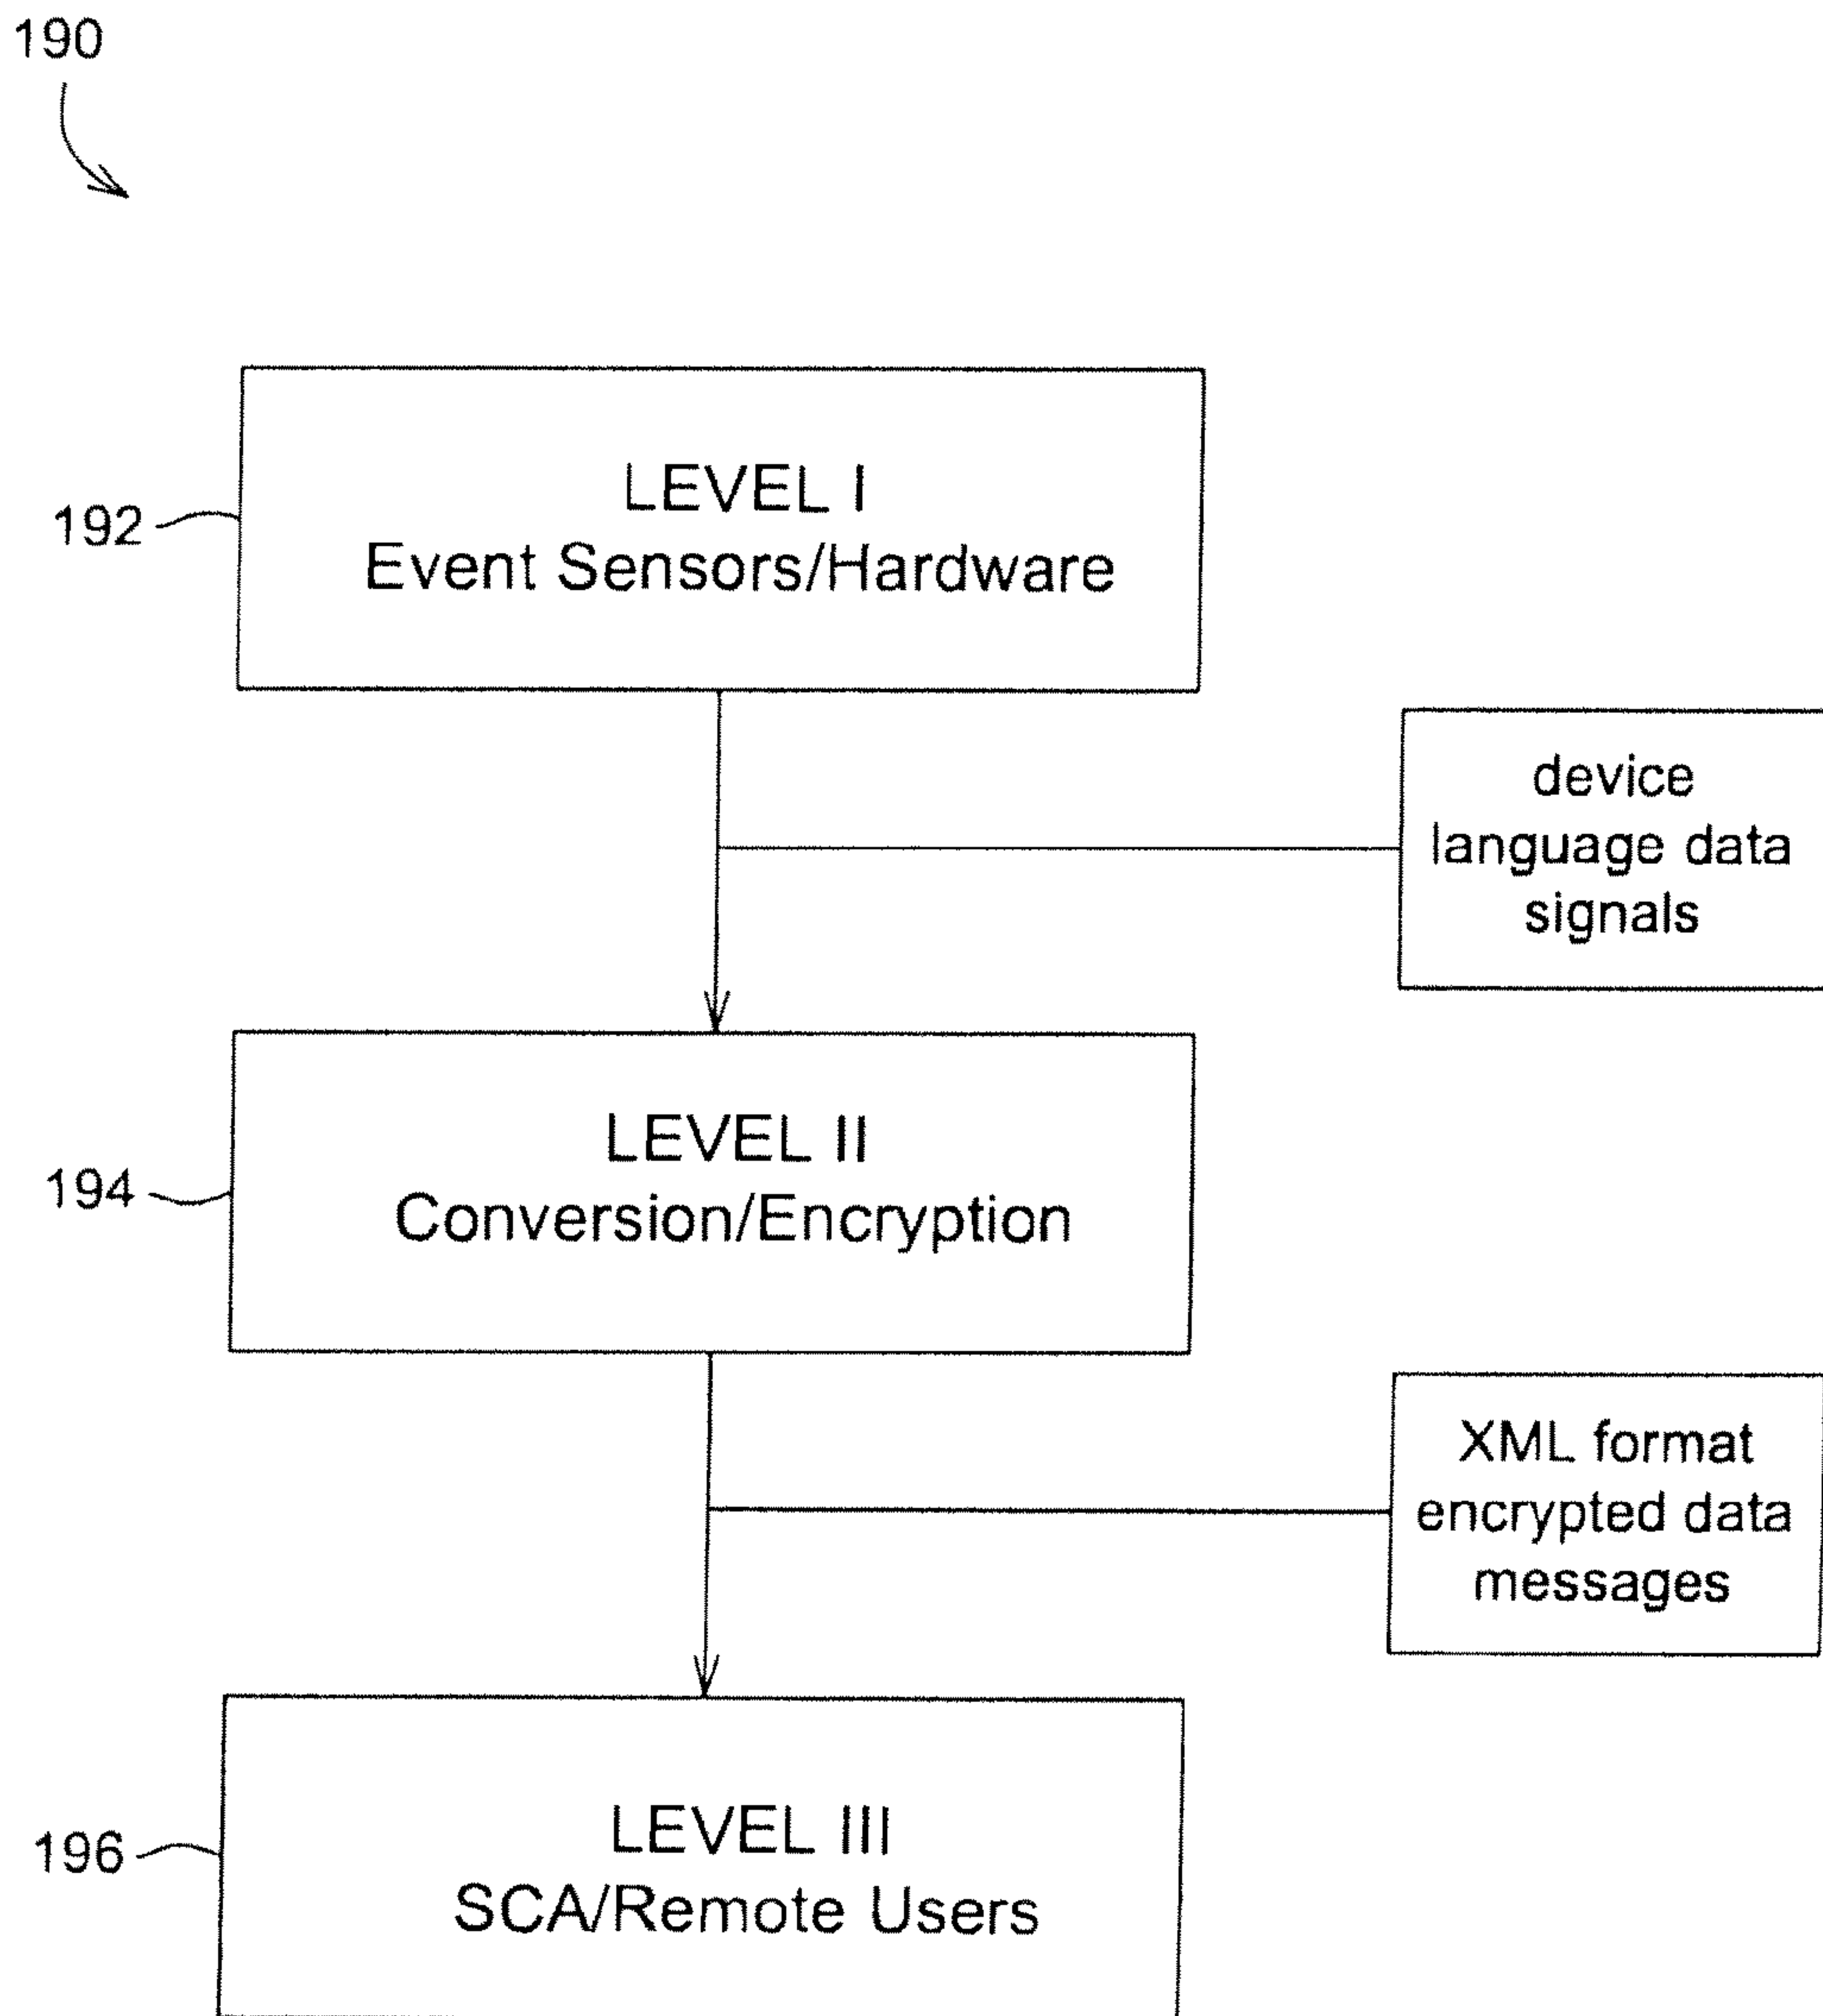 190
LEVEL I
192
Event Sensors/Hardware
device
language data
signals
LEVEL II
194
Conversion/Encryption
XML format
encrypted data
messages
LEVEL III
196
SCA/Remote Users